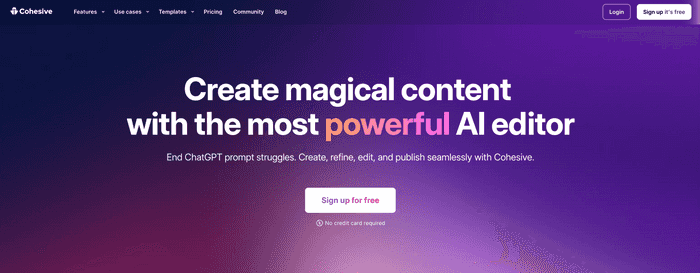 Cohesive
Features
Use cases
Templates
Pricing
Community
Blog
Login
Sign up it's free
Create magical content
with the most powerful AI editor
End ChatGPT prompt struggles. Create, refine, edit, and publish seamlessly with Cohesive.
Sign up for free
No credit card required